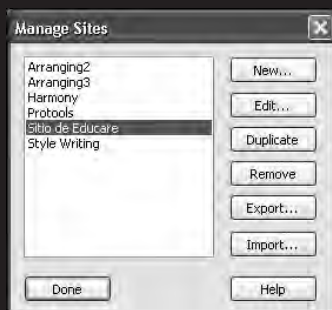 Manage Sites
Arranging2
Arranging3
Harmony
Protools
Sitio de Educare
Style Writing
New...
Edit...
Duplicate
Remove
Export...
Import...
Done
Help